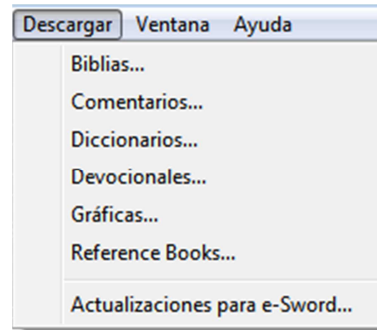 Descargar Ventana Ayuda
Biblias...
Comentarios...
Diccionarios...
Devocionales...
Gráficas...
Reference Books...
Actualizaciones para e-Sword...